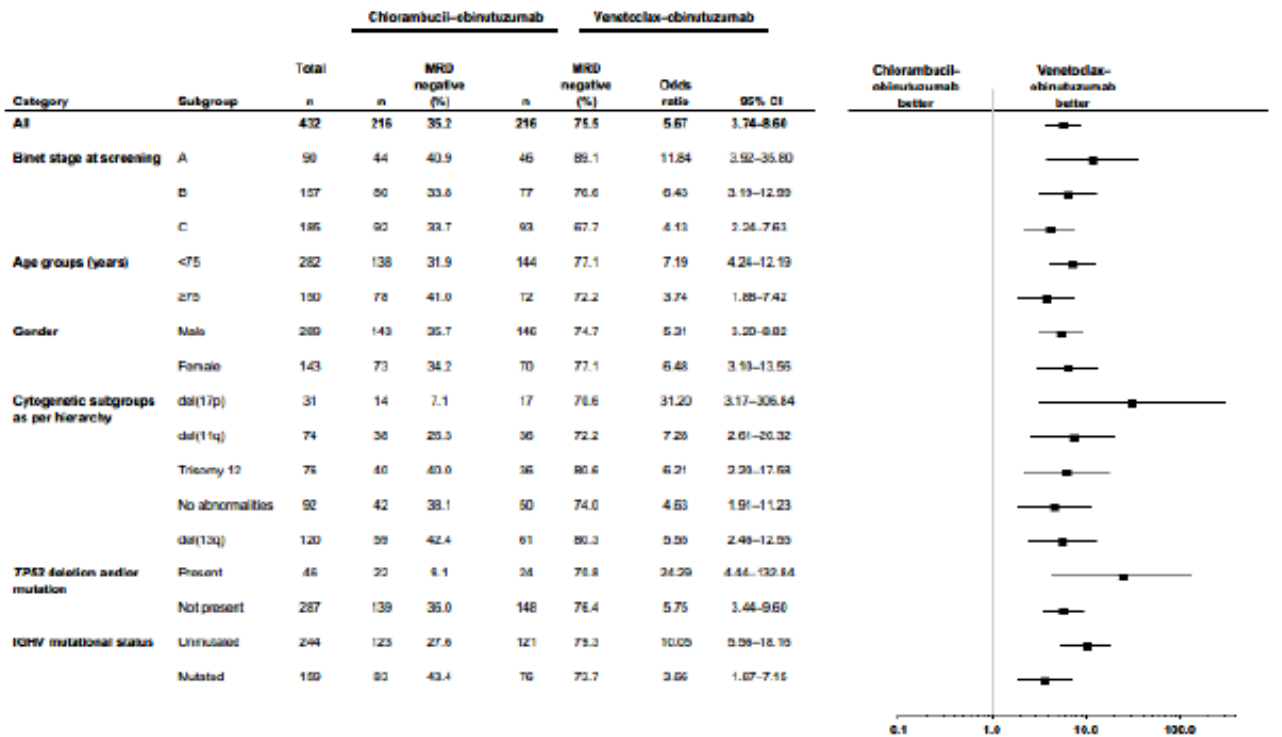 Chlorambucil–obinutuzumab Venetoclax–obinutuzumab
Total MRD MRD Chlorambucil– Venetoclax–
negative negative Odds obinutuzumab obinutuzumab
Category Subgroup n n (%) n (%) ratio 95% CI better better
All 432 216 35.2 216 75.5 5.67 3.74–8.60
Binet stage at screening A 90 44 40.9 46 89.1 11.84 3.92–35.80
B 157 80 33.8 77 76.6 6.43 3.19–12.99
C 185 92 33.7 93 67.7 4.13 2.24–7.63
Age groups (years) <75 282 138 31.9 144 77.1 7.19 4.24–12.19
≥75 150 78 41.0 72 72.2 3.74 1.88–7.42
Gender Male 289 143 35.7 146 74.7 5.31 3.20–8.82
Female 143 73 34.2 70 77.1 6.48 3.10–13.56
Cytogenetic subgroups del(17p) 31 14 7.1 17 70.6 31.20 3.17–306.84
as per hierarchy
del(11q) 74 38 26.3 36 72.2 7.28 2.61–20.32
Trisomy 12 76 40 40.0 36 80.6 6.21 2.20–17.58
No abnormalities 92 42 38.1 50 74.0 4.63 1.91–11.23
del(13q) 120 59 42.4 61 80.3 5.55 2.46–12.55
TP53 deletion and/or Present 46 22 9.1 24 70.8 24.29 4.44–132.84
mutation
Not present 287 139 36.0 148 76.4 5.75 3.44–9.60
IGHV mutational status Unmutated 244 123 27.6 121 79.3 10.05 5.56–18.16
Mutated 159 83 43.4 76 73.7 3.66 1.87–7.15
0.1 1.0 10.0 100.0